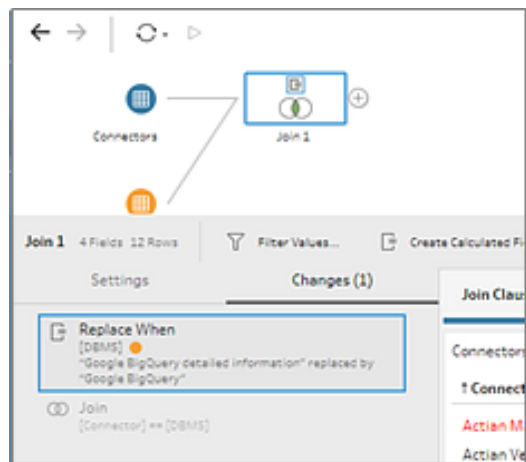 Connectors
Join 1
Join 1 4 Fields 12 Rows
Filter Values...
Create Calculated Fi
Settings
Changes (1)
Join Clau
Replace When
[DBMS]
"Google BigQuery detailed information" replaced by
"Google BigQuery"
Join
[Connector] == [DBMS]
Connectors
Connect
Actian M
Actian Ve